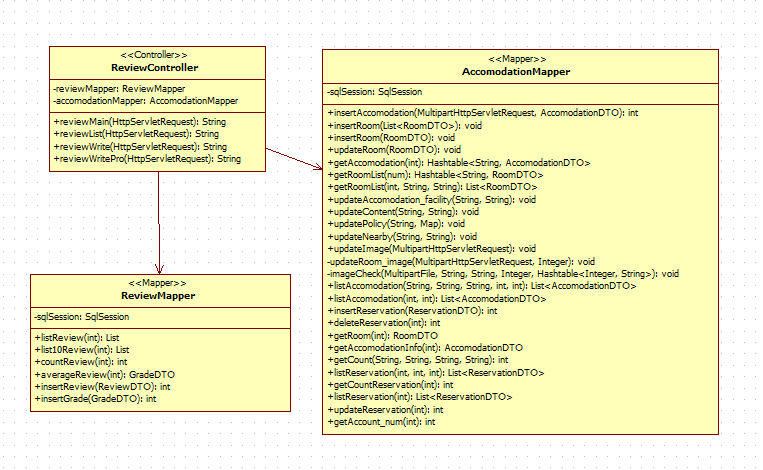 <<Controller>>
ReviewController
-reviewMapper: ReviewMapper
-accomodationMapper: AccomodationMapper
+reviewMain(HttpServletRequest): String
+reviewList(HttpServletRequest): String
+reviewWrite(HttpServletRequest): String
+reviewWritePro(HttpServletRequest): String
<<Mapper>>
AccomodationMapper
-sqlSession: SqlSession
+insertAccomodation(MultipartHttpServletRequest, AccomodationDTO): int
+insertRoom(List<RoomDTO>): void
+insertRoom(RoomDTO): void
+updateRoom(RoomDTO): void
+getAccomodation(int): Hashtable<String, AccomodationDTO>
+getRoomList(num): Hashtable<String, RoomDTO>
+getRoomList(int, String, String): List<RoomDTO>
+updateAccomodation_facility(String, String): void
+updateContent(String, String): void
+updatePolicy(String, Map): void
+updateNearby(String, String): void
+updateImage(MultipartHttpServletRequest): void
-updateRoom_image(MultipartHttpServletRequest, Integer): void
-imageCheck(MultipartFile, String, String, Integer, Hashtable<Integer, String>): void
+listAccomodation(String, String, String, int, int): List<AccomodationDTO>
+listAccomodation(int, int): List<AccomodationDTO>
+insertReservation(ReservationDTO): int
+deleteReservation(int): int
+getRoom(int): RoomDTO
+getAccomodationInfo(int): AccomodationDTO
+getCount(String, String, String, String): int
+listReservation(int, int, int): List<ReservationDTO>
+getCountReservation(int): int
+listReservation(int): List<ReservationDTO>
+updateReservation(int): int
+getAccount_num(int): int
<<Mapper>>
ReviewMapper
-sqlSession: SqlSession
+listReview(int): List
+list10Review(int): List
+countReview(int): int
+averageReview(int): GradeDTO
+insertReview(ReviewDTO): int
+insertGrade(GradeDTO): int